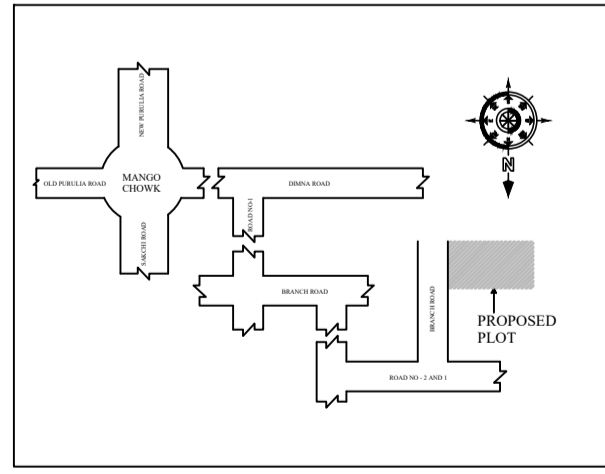 NEW PURULIA ROAD
OLD PURULIA ROAD
MANGO
CHOWK
DIMNA ROAD
SAKCHI ROAD
ROAD NO-1
N
BRANCH ROAD
BRANCH ROAD
PROPOSED
PLOT
ROAD NO - 2 AND 1